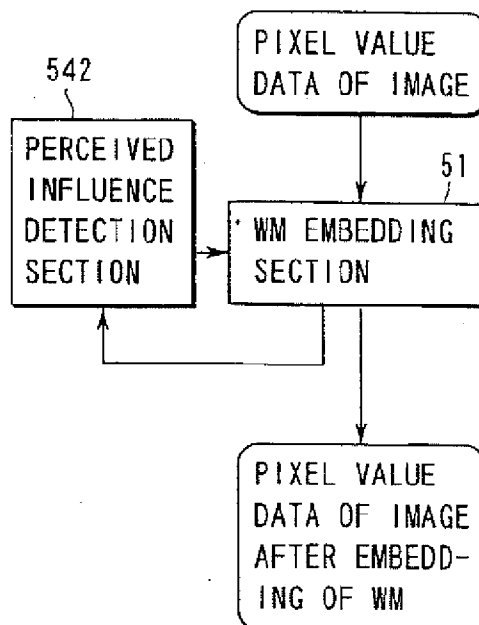 PIXEL VALUE
DATA OF IMAGE
542
PERCEIVED
INFLUENCE
DETECTION
SECTION
51
WM EMBEDDING
SECTION
PIXEL VALUE
DATA OF IMAGE
AFTER EMBEDD-
ING OF WM